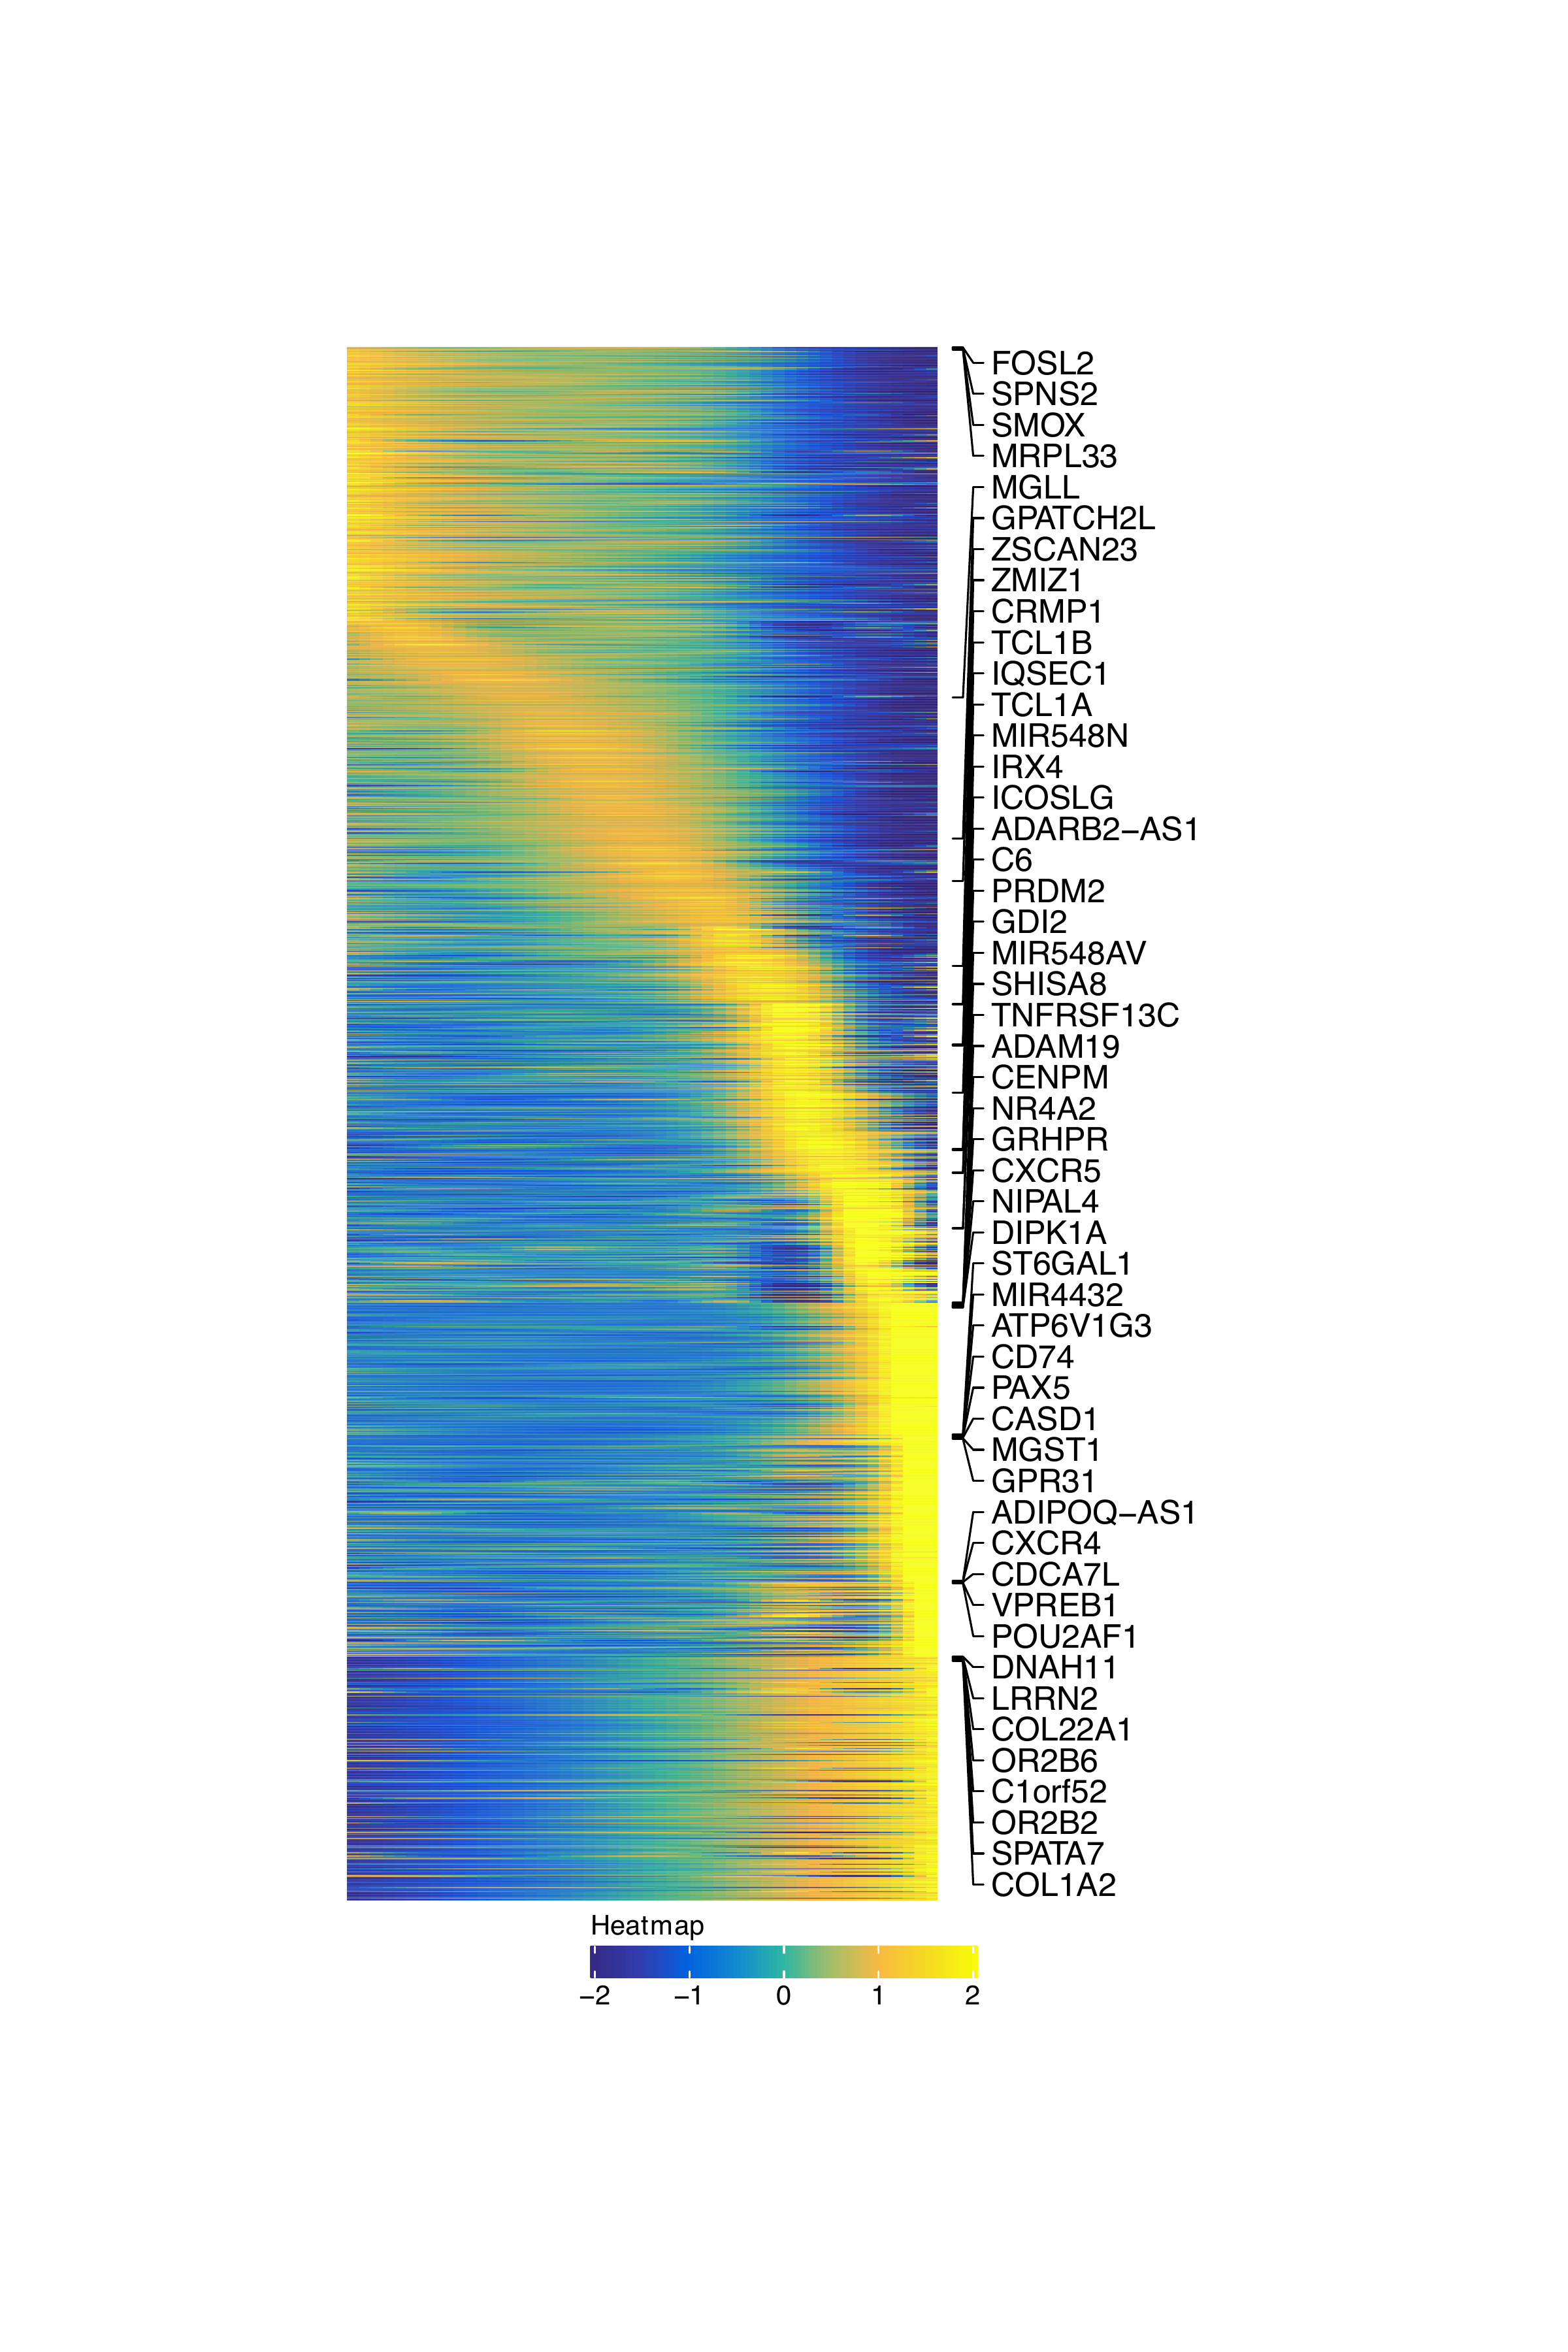 FOSL2
SPNS2
SMOX
MRPL33
MGLL
GPATCH2L
ZSCAN23
ZMIZ1
CRMP1
TCL1B
IQSEC1
TCL1A
MIR548N
IRX4
ICOSLG
ADARB2−AS1
C6
PRDM2
GDI2
MIR548AV
SHISA8
TNFRSF13C
ADAM19
CENPM
NR4A2
GRHPR
CXCR5
NIPAL4
DIPK1A
ST6GAL1
MIR4432
ATP6V1G3
CD74
PAX5
CASD1
MGST1
GPR31
ADIPOQ−AS1
CXCR4
CDCA7L
VPREB1
POU2AF1
DNAH11
LRRN2
COL22A1
OR2B6
C1orf52
OR2B2
SPATA7
COL1A2
Heatmap
−2 −1 0 1 2